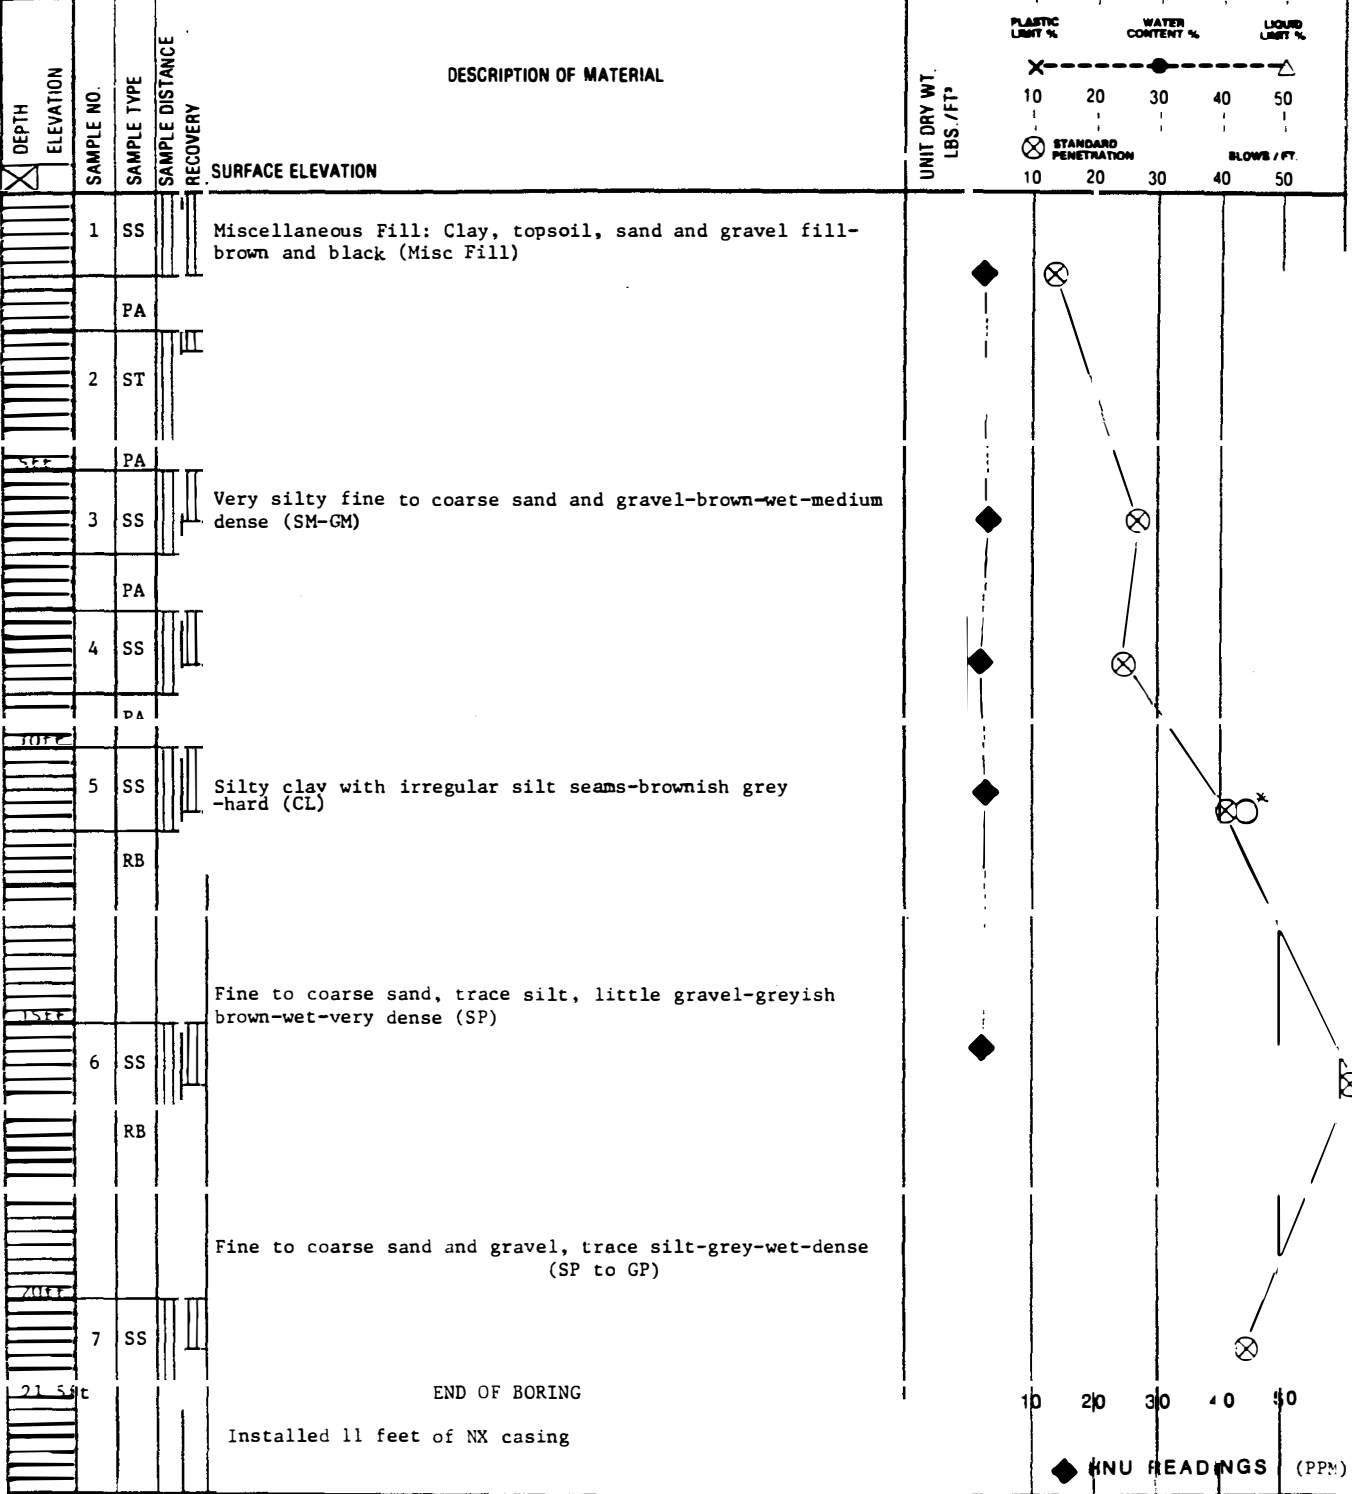 DEPTH
ELEVATION
SAMPLE NO.
SAMPLE TYPE
SAMPLE DISTANCE
RECOVERY
DESCRIPTION OF MATERIAL
SURFACE ELEVATION
UNIT DRY WT.
LBS./FT³
PLASTIC LIMIT %
WATER CONTENT %
LIQUID LIMIT %
10 20 30 40 50
STANDARD PENETRATION
BLOWS / FT.
10 20 30 40 50
1 SS Miscellaneous Fill: Clay, topsoil, sand and gravel fill-
brown and black (Misc Fill)
PA
2 ST
5ft PA
3 SS Very silty fine to coarse sand and gravel-brown-wet-medium
dense (SM-GM)
PA
4 SS
PA
10ft
5 SS Silty clay with irregular silt seams-brownish grey
-hard (CL)
*
RB
Fine to coarse sand, trace silt, little gravel-greyish
15ft brown-wet-very dense (SP)
6 SS
RB
Fine to coarse sand and gravel, trace silt-grey-wet-dense
(SP to GP)
20ft
7 SS
21.5ft END OF BORING
10 20 30 40 50
Installed 11 feet of NX casing
HNU READINGS (PPM)